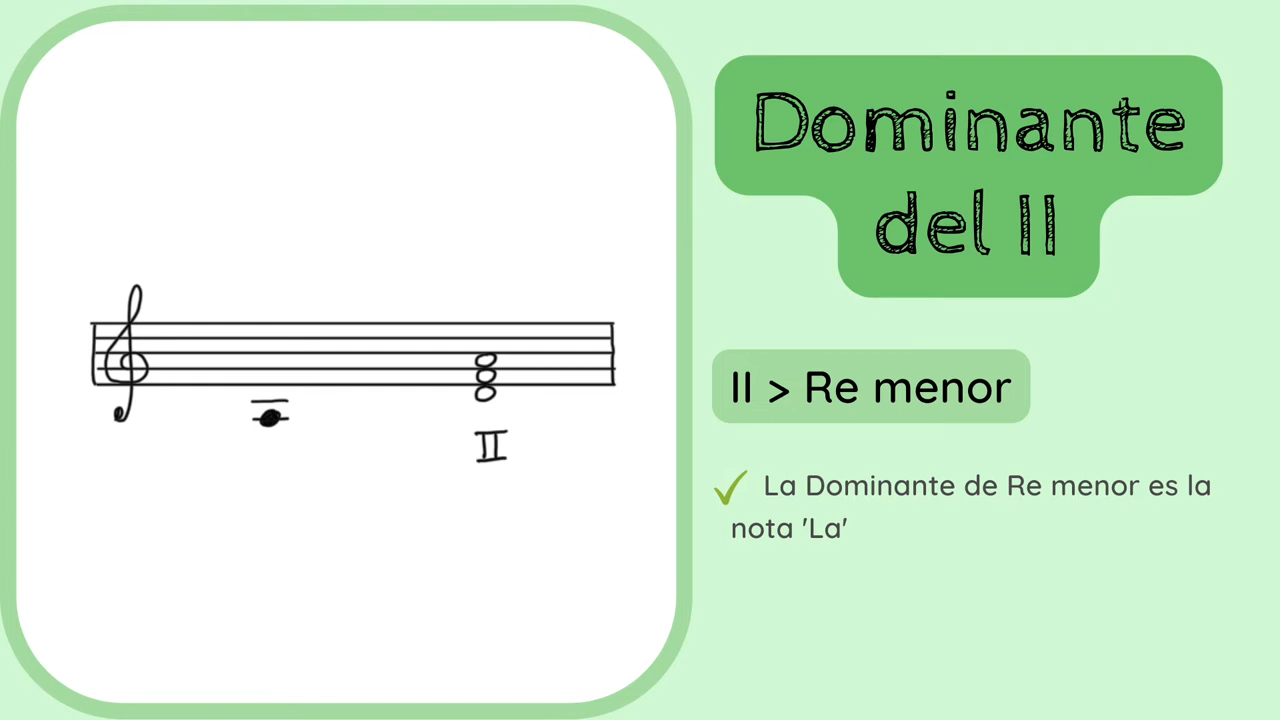 Dominante
del II
II > Re menor
La Dominante de Re menor es la
nota 'La'
II